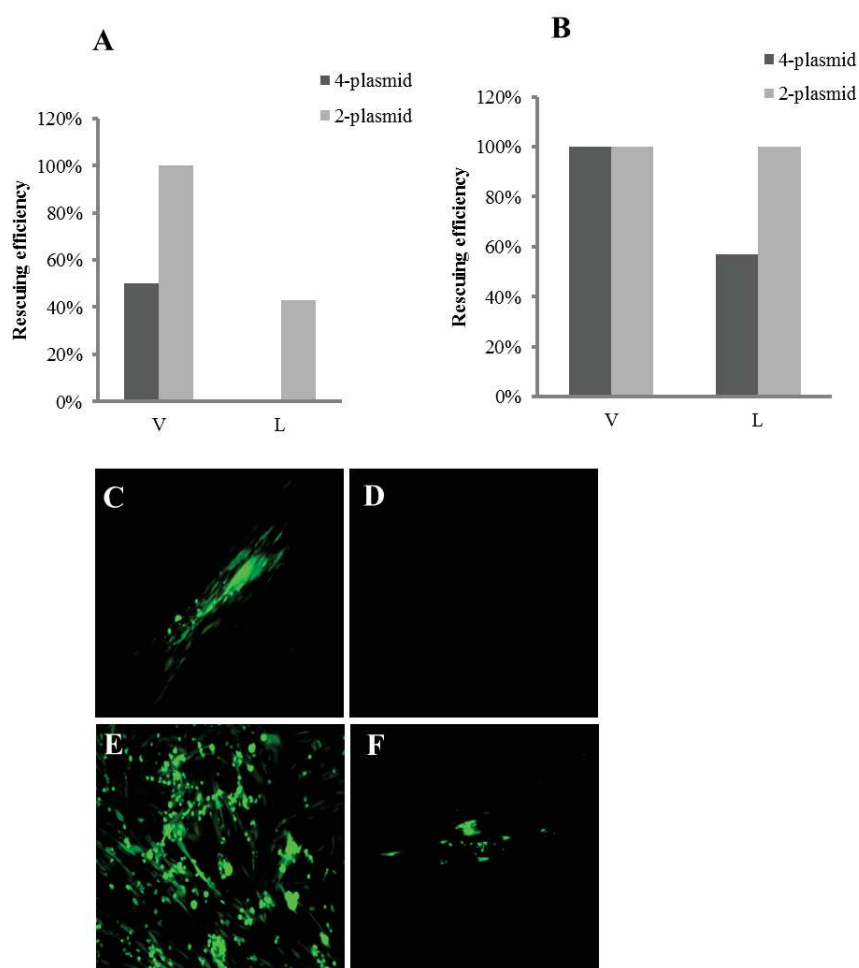 A
4-plasmid
2-plasmid
Rescuing efficiency
120%
100%
80%
60%
40%
20%
0%
V L
B
4-plasmid
2-plasmid
Rescuing efficiency
120%
100%
80%
60%
40%
20%
0%
V L
C
D
E
F